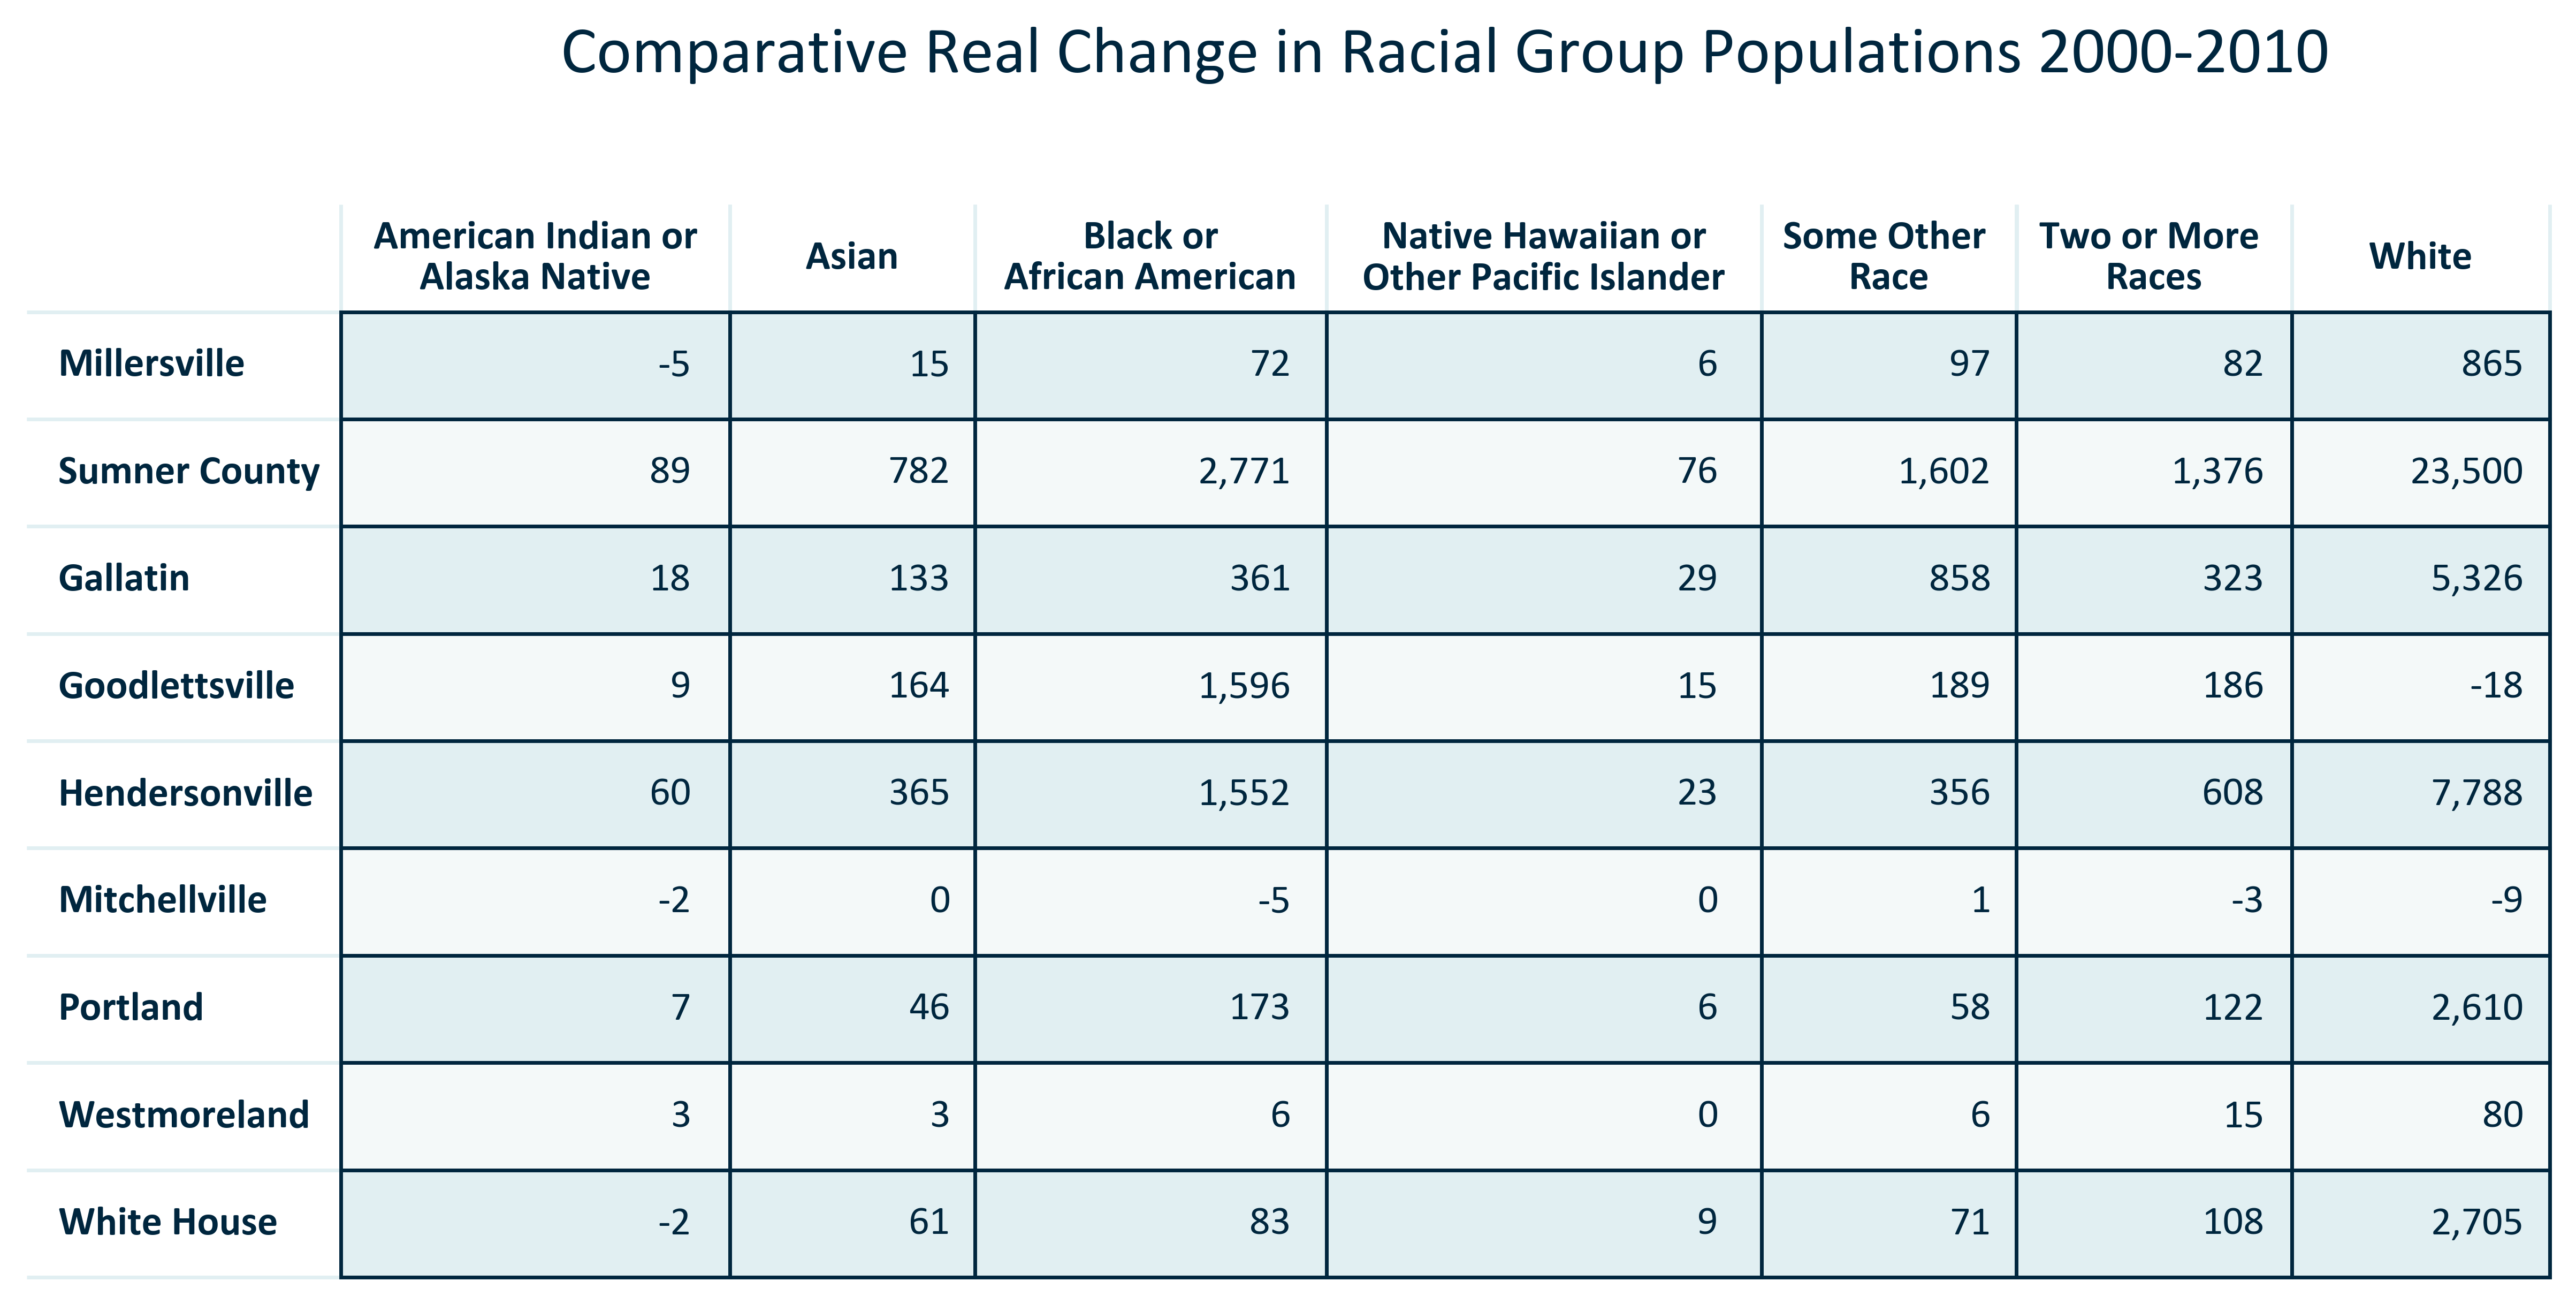 Comparative Real Change in Racial Group Populations 2000-2010
American Indian or
Alaska Native
Asian
Black or
African American
Native Hawaiian or
Other Pacific Islander
Some Other
Race
Two or More
Races
White
Millersville -5 15 72 6 97 82 865
Sumner County 89 782 2,771 76 1,602 1,376 23,500
Gallatin 18 133 361 29 858 323 5,326
Goodlettsville 9 164 1,596 15 189 186 -18
Hendersonville 60 365 1,552 23 356 608 7,788
Mitchellville -2 0 -5 0 1 -3 -9
Portland 7 46 173 6 58 122 2,610
Westmoreland 3 3 6 0 6 15 80
White House -2 61 83 9 71 108 2,705